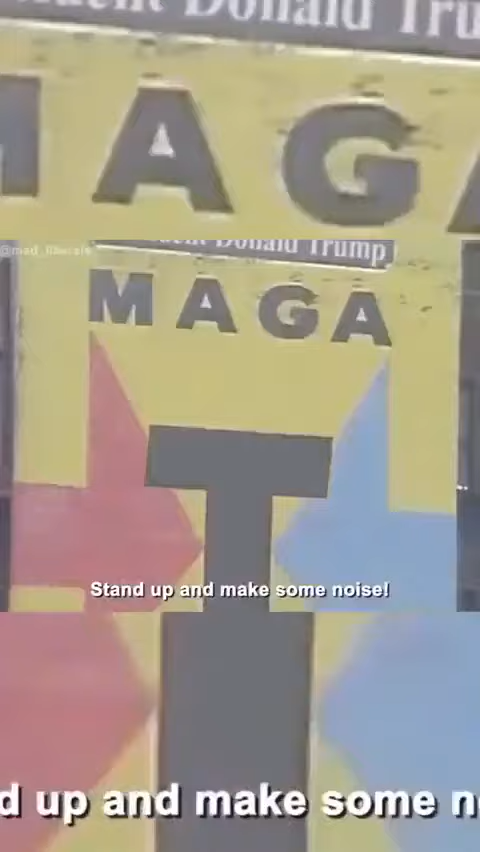 Donald Tru
MAGA
Donald Trump
MAGA
T
Stand up and make some noise!
d up and make some n